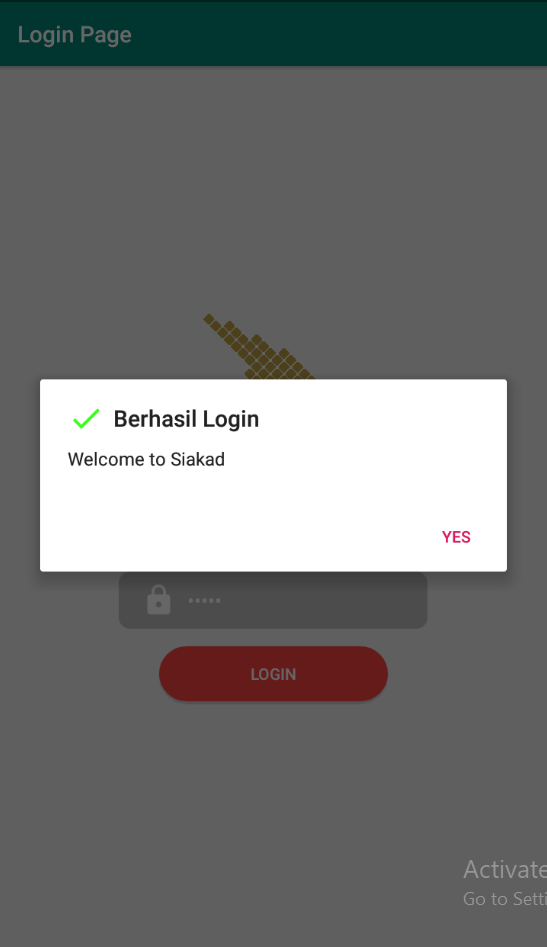 Login Page
Berhasil Login
Welcome to Siakad
YES
•••••
LOGIN
Activate
Go to Setti